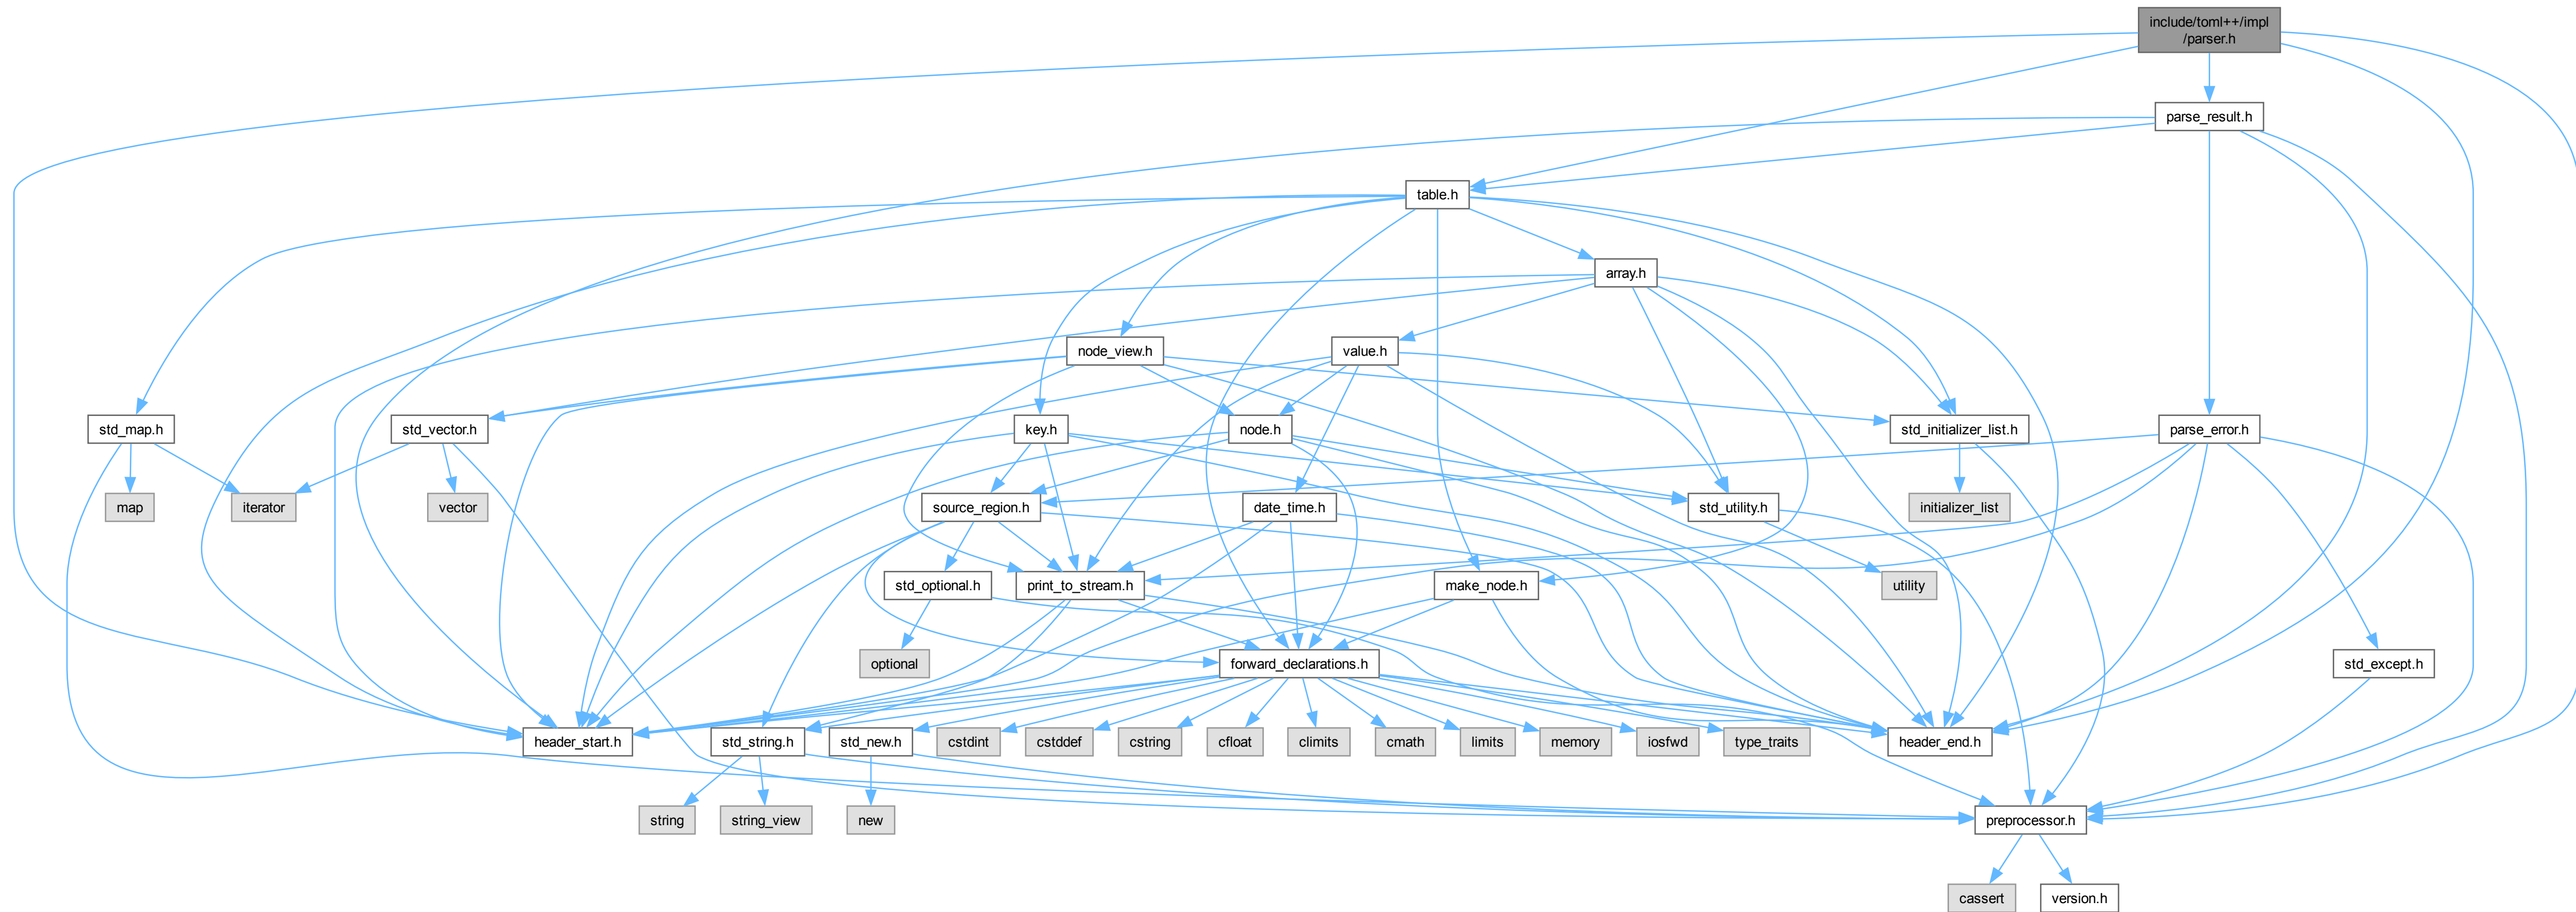 include/toml++/impl
/parser.h
parse_result.h
table.h
array.h
node_view.h
value.h
std_map.h
std_vector.h
key.h
node.h
std_initializer_list.h
parse_error.h
map
iterator
vector
source_region.h
date_time.h
std_utility.h
initializer_list
std_optional.h
print_to_stream.h
make_node.h
utility
optional
forward_declarations.h
std_except.h
header_start.h
std_string.h
std_new.h
cstdint
cstddef
cstring
cfloat
climits
cmath
limits
memory
iosfwd
type_traits
header_end.h
string
string_view
new
preprocessor.h
cassert
version.h